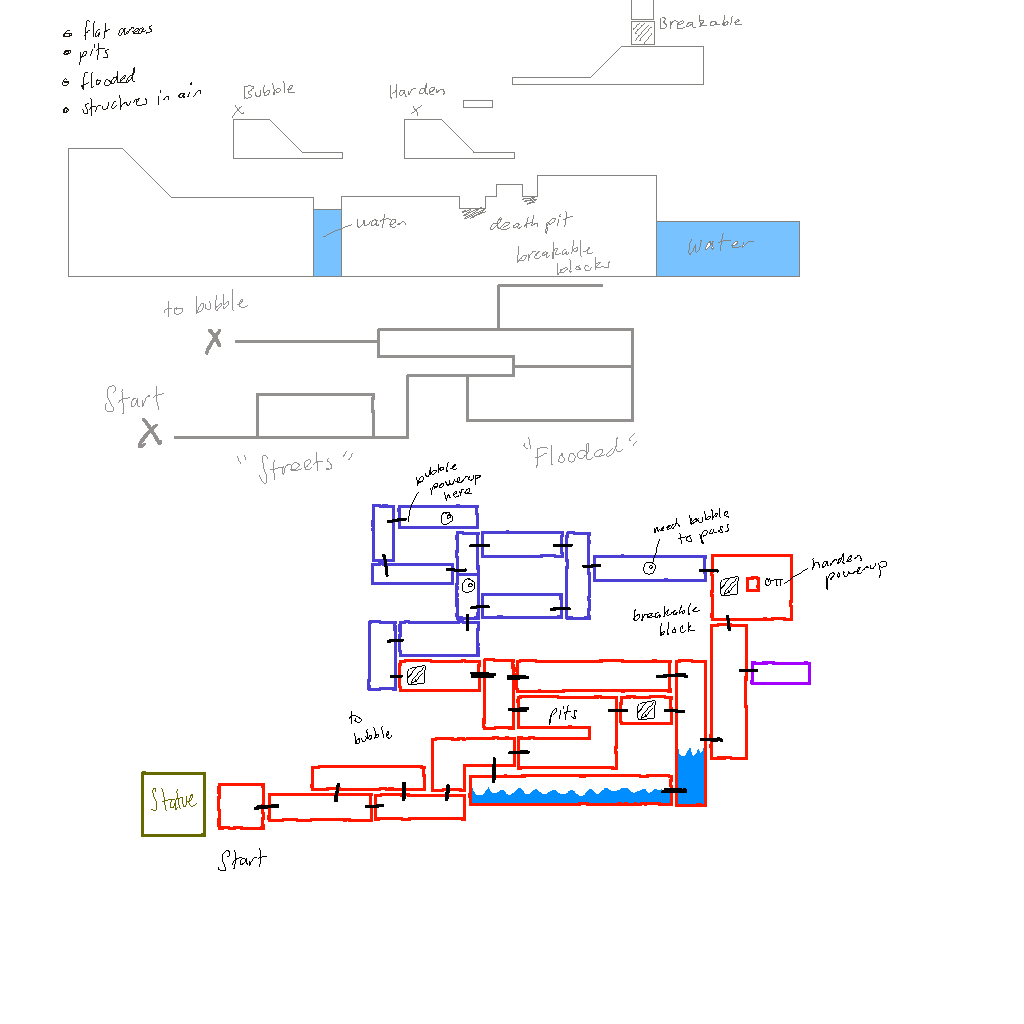 flat areas
pits
flooded
structures in air
Breakable
Bubble
X
Harden
X
water
death pit
breakable
blocks
Water
to bubble
X
Start
X
"Streets"
"Flooded"
bubble
powerup
here
need bubble
to pass
harden
powerup
breakable
block
pits
to
bubble
Statue
Start